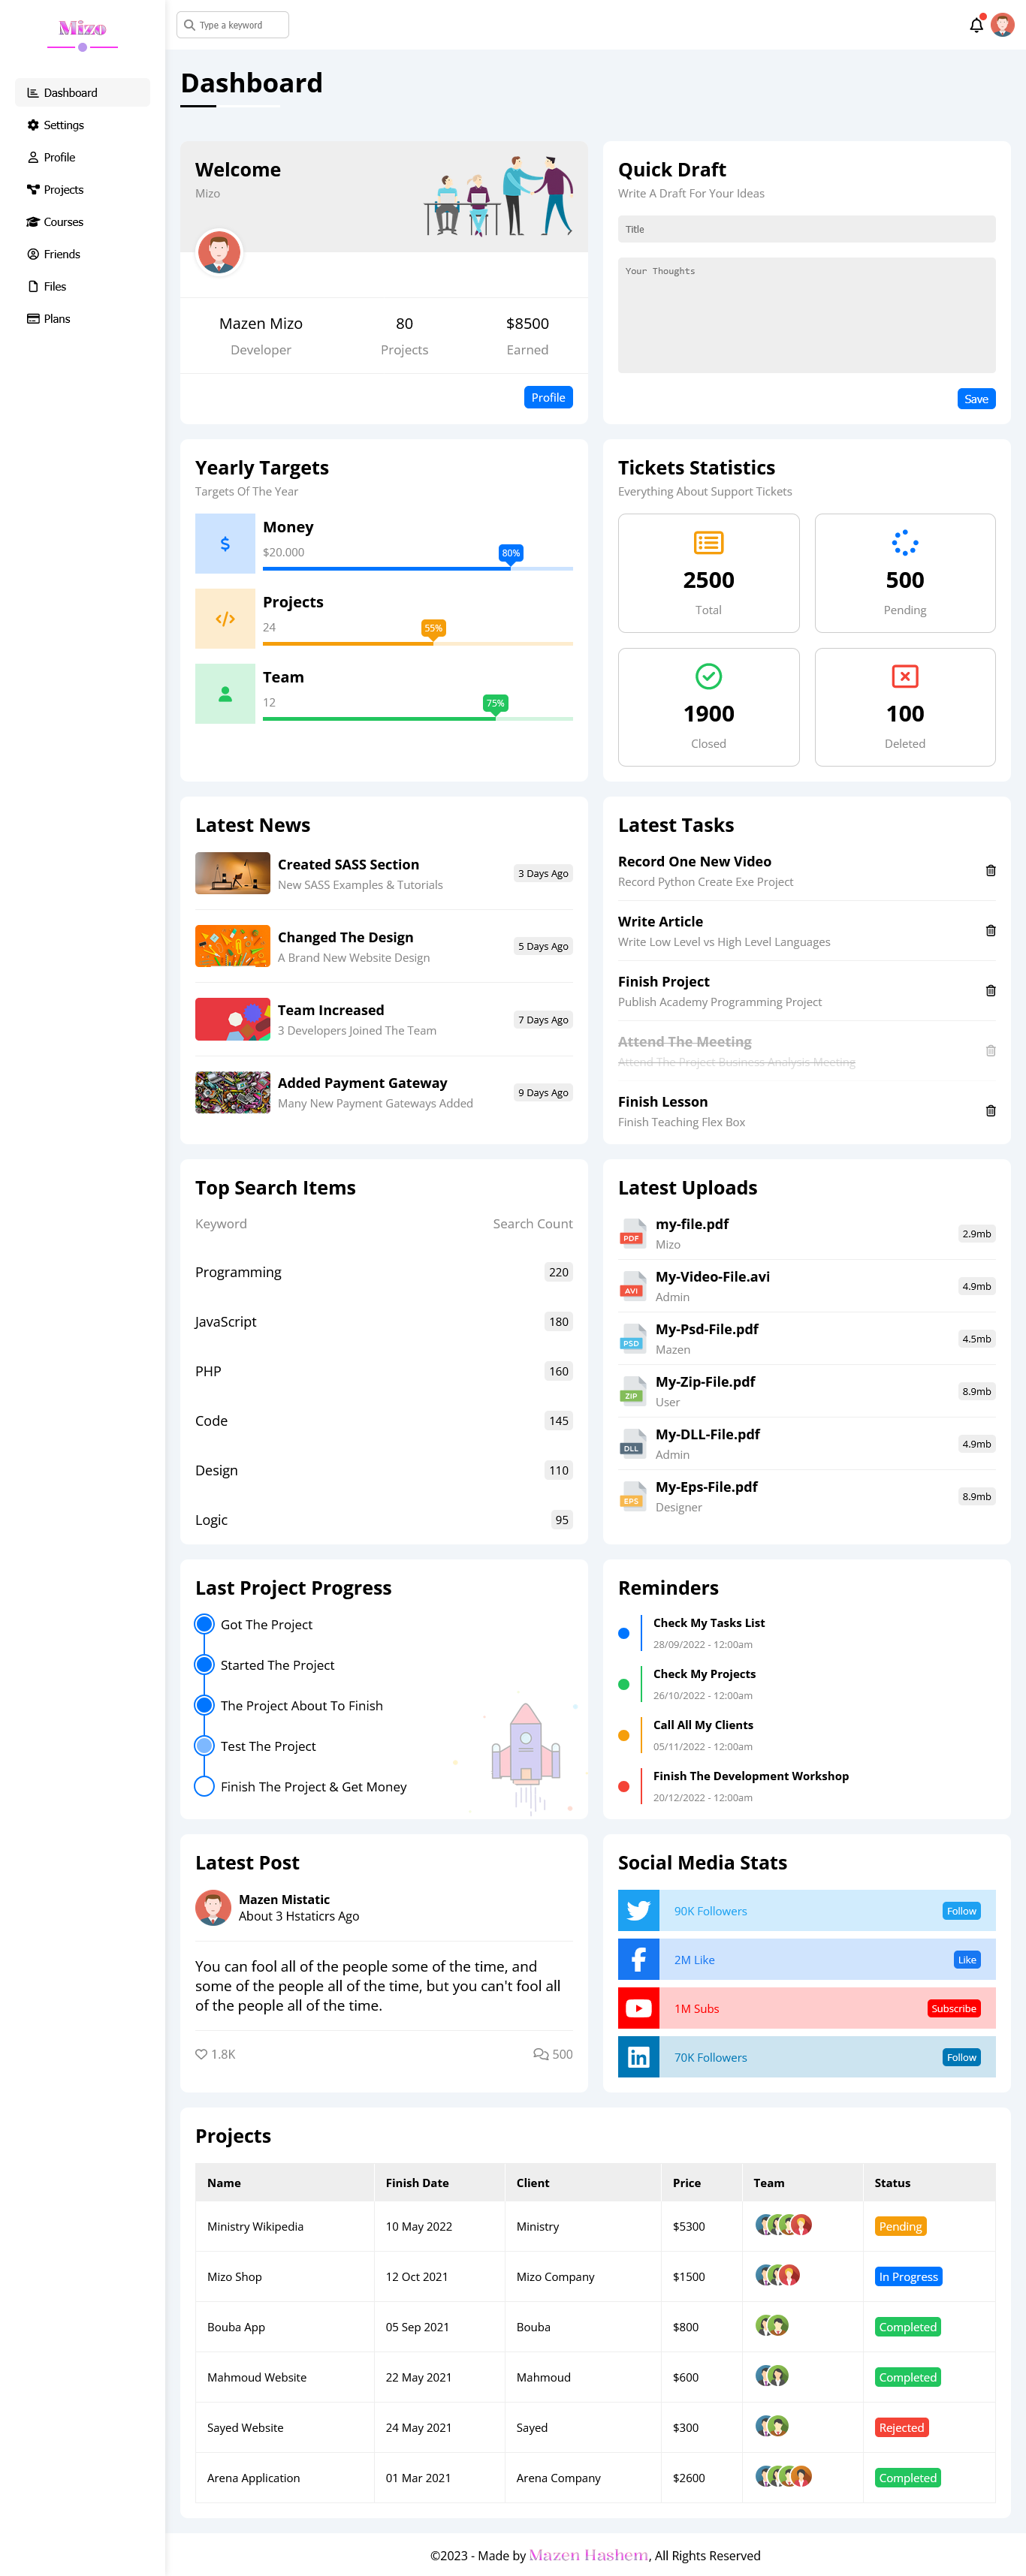 Mizo
Dashboard
Settings
Profile
Projects
Courses
Friends
Files
Plans
Type a keyword
Dashboard
Welcome
Mizo
Mazen Mizo
Developer
80
Projects
$8500
Earned
Profile
Quick Draft
Write A Draft For Your Ideas
Title
Your Thoughts
Save
Yearly Targets
Targets Of The Year
Money
$20.000
80%
Projects
24
55%
Team
12
75%
Tickets Statistics
Everything About Support Tickets
2500
Total
500
Pending
1900
Closed
100
Deleted
Latest News
Created SASS Section
New SASS Examples & Tutorials
3 Days Ago
Changed The Design
A Brand New Website Design
5 Days Ago
Team Increased
3 Developers Joined The Team
7 Days Ago
Added Payment Gateway
Many New Payment Gateways Added
9 Days Ago
Latest Tasks
Record One New Video
Record Python Create Exe Project
Write Article
Write Low Level vs High Level Languages
Finish Project
Publish Academy Programming Project
Attend The Meeting
Attend The Project Business Analysis Meeting
Finish Lesson
Finish Teaching Flex Box
Top Search Items
Keyword Search Count
Programming 220
JavaScript 180
PHP 160
Code 145
Design 110
Logic 95
Latest Uploads
PDF
my-file.pdf
Mizo
2.9mb
AVI
My-Video-File.avi
Admin
4.9mb
PSD
My-Psd-File.pdf
Mazen
4.5mb
ZIP
My-Zip-File.pdf
User
8.9mb
DLL
My-DLL-File.pdf
Admin
4.9mb
EPS
My-Eps-File.pdf
Designer
8.9mb
Last Project Progress
Got The Project
Started The Project
The Project About To Finish
Test The Project
Finish The Project & Get Money
Reminders
Check My Tasks List
28/09/2022 - 12:00am
Check My Projects
26/10/2022 - 12:00am
Call All My Clients
05/11/2022 - 12:00am
Finish The Development Workshop
20/12/2022 - 12:00am
Latest Post
Mazen Mistatic
About 3 Hstaticrs Ago
You can fool all of the people some of the time, and
some of the people all of the time, but you can't fool all
of the people all of the time.
1.8K 500
Social Media Stats
90K Followers Follow
2M Like Like
1M Subs Subscribe
70K Followers Follow
Projects
Name Finish Date Client Price Team Status
Ministry Wikipedia 10 May 2022 Ministry $5300 Pending
Mizo Shop 12 Oct 2021 Mizo Company $1500 In Progress
Bouba App 05 Sep 2021 Bouba $800 Completed
Mahmoud Website 22 May 2021 Mahmoud $600 Completed
Sayed Website 24 May 2021 Sayed $300 Rejected
Arena Application 01 Mar 2021 Arena Company $2600 Completed
©2023 - Made by Mazen Hashem, All Rights Reserved